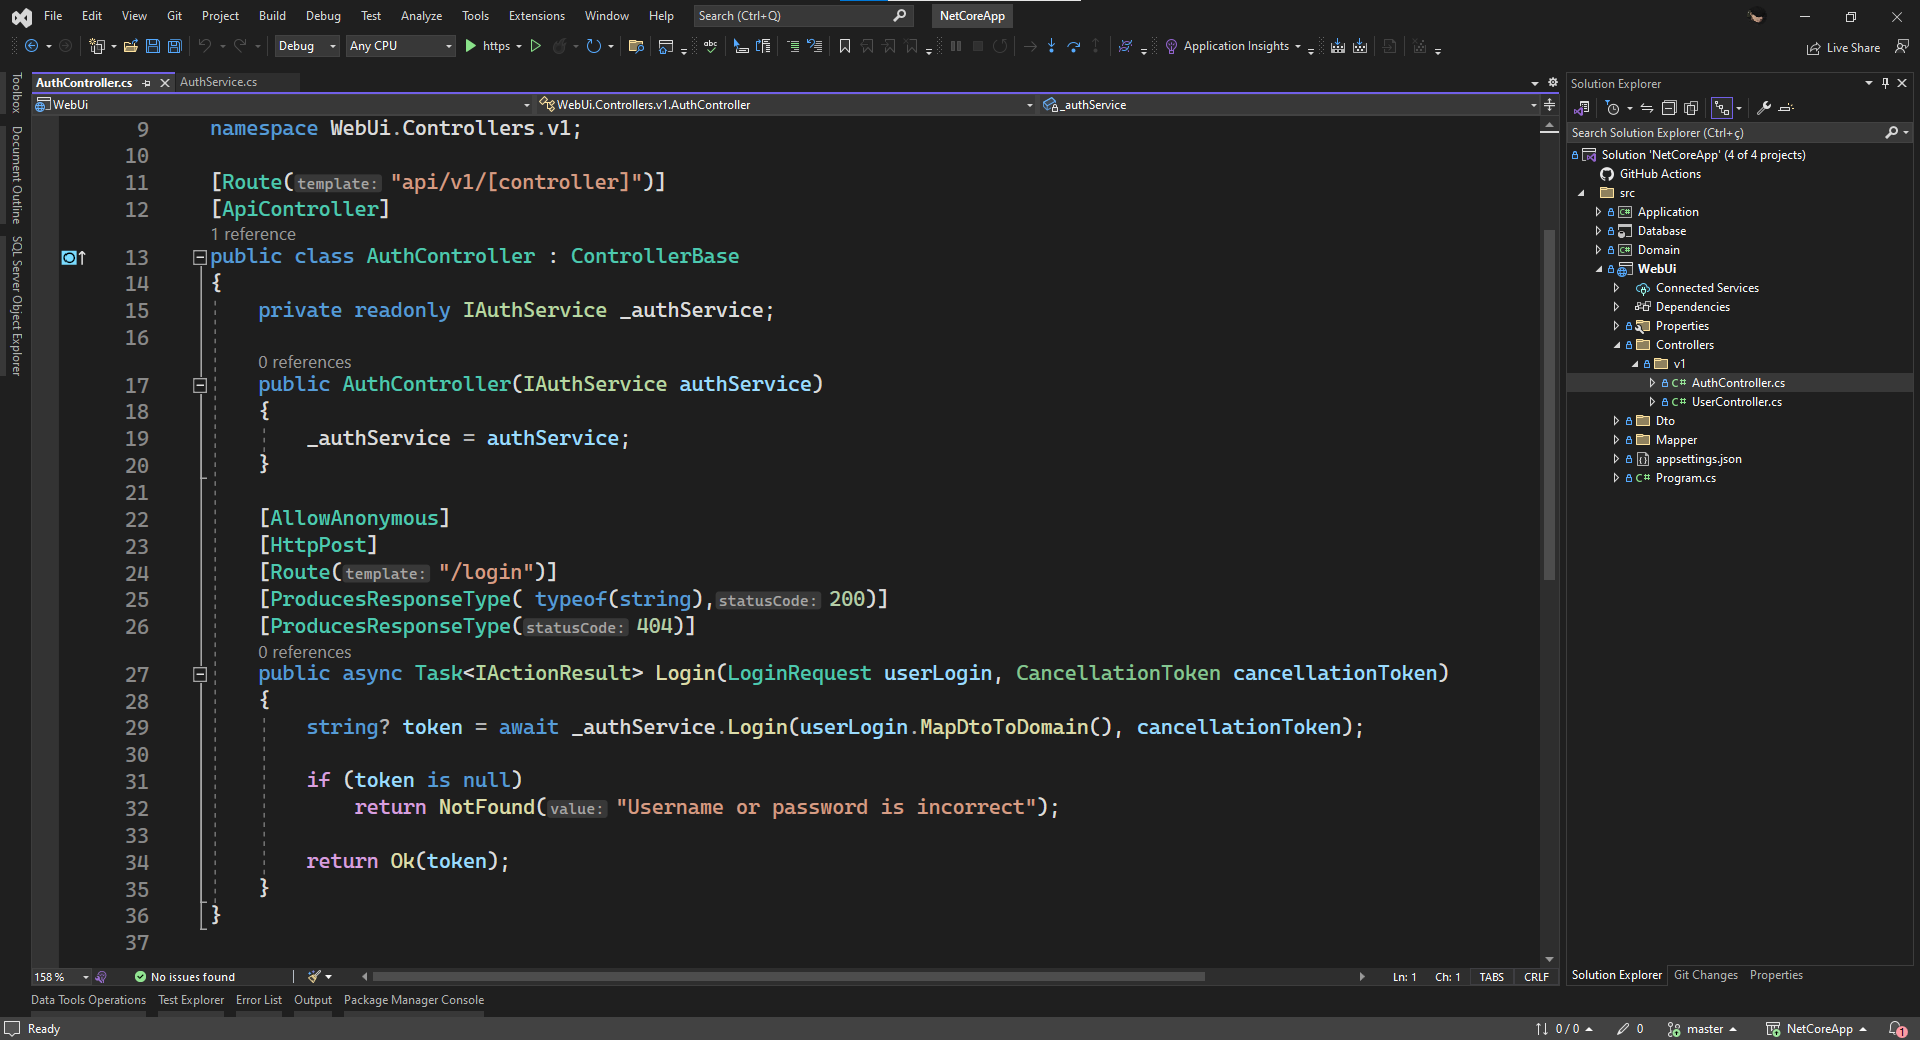 File Edit View Git Project Build Debug Test Analyze Tools Extensions Window Help Search (Ctrl+Q) NetCoreApp
Debug Any CPU https Application Insights Live Share
Toolbox
Document Outline
SQL Server Object Explorer
AuthController.cs AuthService.cs
WebUi WebUi.Controllers.v1.AuthController _authService
9 namespace WebUi.Controllers.v1;
10
11 [Route(template: "api/v1/[controller]")]
12 [ApiController]
1 reference
13 public class AuthController : ControllerBase
14 {
15 private readonly IAuthService _authService;
16
0 references
17 public AuthController(IAuthService authService)
18 {
19 _authService = authService;
20 }
21
22 [AllowAnonymous]
23 [HttpPost]
24 [Route(template: "/login")]
25 [ProducesResponseType( typeof(string),statusCode: 200)]
26 [ProducesResponseType(statusCode: 404)]
0 references
27 public async Task<IActionResult> Login(LoginRequest userLogin, CancellationToken cancellationToken)
28 {
29 string? token = await _authService.Login(userLogin.MapDtoToDomain(), cancellationToken);
30
31 if (token is null)
32 return NotFound(value: "Username or password is incorrect");
33
34 return Ok(token);
35 }
36 }
37
158 % No issues found Ln: 1 Ch: 1 TABS CRLF
Solution Explorer
Search Solution Explorer (Ctrl+ç)
Solution 'NetCoreApp' (4 of 4 projects)
GitHub Actions
src
C# Application
Database
C# Domain
WebUi
Connected Services
Dependencies
Properties
Controllers
v1
C# AuthController.cs
C# UserController.cs
Dto
Mapper
appsettings.json
C# Program.cs
Solution Explorer Git Changes Properties
Data Tools Operations Test Explorer Error List Output Package Manager Console
Ready 0 / 0 0 master NetCoreApp 1